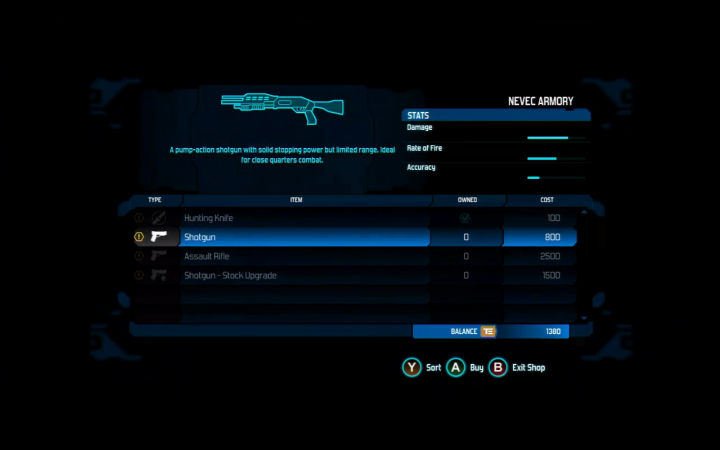 NEVEC ARMORY
STATS
Damage
Rate of Fire
Accuracy
A pump-action shotgun with solid stopping power but limited range. Ideal
for close quarters combat.
TYPE ITEM OWNED COST
Hunting Knife 100
Shotgun 0 800
Assault Rifle 0 2500
Shotgun - Stock Upgrade 0 1500
BALANCE TE 1380
Y Sort A Buy B Exit Shop